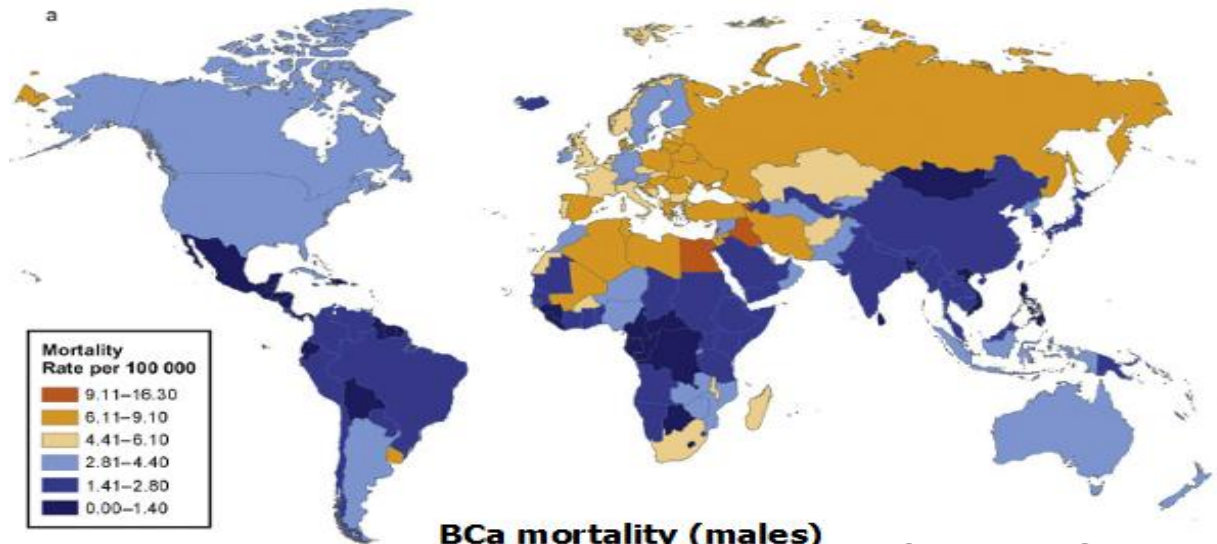 a
Mortality
Rate per 100 000
9.11–16.30
6.11–9.10
4.41–6.10
2.81–4.40
1.41–2.80
0.00–1.40
BCa mortality (males)